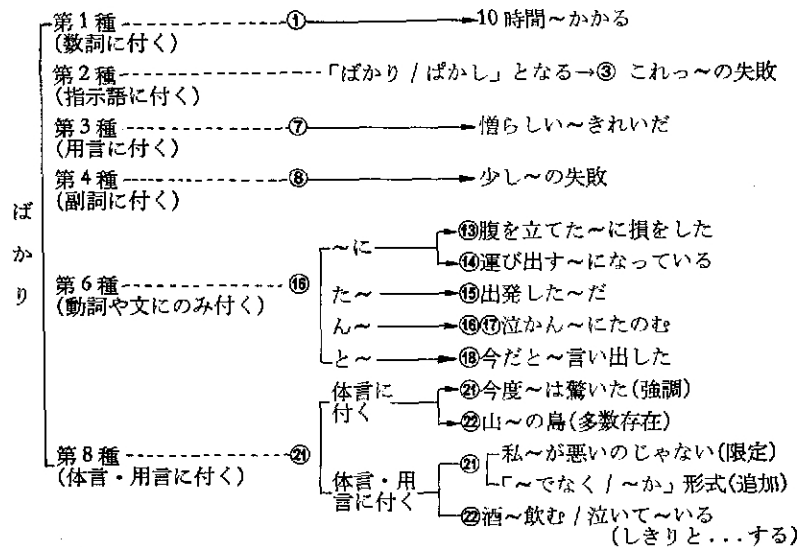 第1種 ① 10時間〜かかる
(数詞に付く)
第2種 「ばかり / ぱかし」となる→③ これっ〜の失敗
(指示語に付く)
第3種 ⑦ 憎らしい〜きれいだ
(用言に付く)
第4種 ⑧ 少し〜の失敗
(副詞に付く)
ばかり
〜に ⑬腹を立てた〜に損をした
⑭運び出す〜になっている
第6種 ⑯ た〜 ⑮出発した〜だ
(動詞や文にのみ付く)
ん〜 ⑯⑰泣かん〜にたのむ
と〜 ⑱今だと〜言い出した
体言に付く ㉑今度〜は驚いた(強調)
㉒山〜の島(多数存在)
第8種 ㉑
(体言・用言に付く)
体言・用言に付く ㉑ 私〜が悪いのじゃない(限定)
「〜でなく / 〜か」形式(追加)
㉒酒〜飲む / 泣いて〜いる
(しきりと...する)